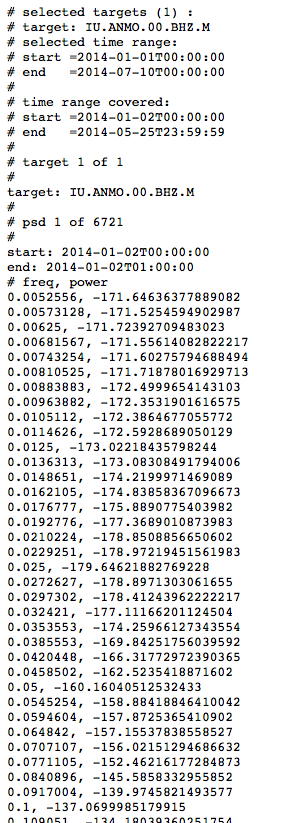 # selected targets (1) :
# target: IU.ANMO.00.BHZ.M
# selected time range:
# start =2014-01-01T00:00:00
# end   =2014-07-10T00:00:00
#
# time range covered:
# start =2014-01-02T00:00:00
# end   =2014-05-25T23:59:59
#
# target 1 of 1
#
target: IU.ANMO.00.BHZ.M
#
# psd 1 of 6721
#
start: 2014-01-02T00:00:00
end: 2014-01-02T01:00:00
# freq, power
0.0052556, -171.64636377889082
0.00573128, -171.5254594902987
0.00625, -171.72392709483023
0.00681567, -171.55614082822217
0.00743254, -171.60275794688494
0.00810525, -171.71878016929713
0.00883883, -172.4999654143103
0.00963882, -172.3531901616575
0.0105112, -172.3864677055772
0.0114626, -172.5928689050129
0.0125, -173.02218435798244
0.0136313, -173.08308491794006
0.0148651, -174.2199971469089
0.0162105, -174.83858367096673
0.0176777, -175.8890775403982
0.0192776, -177.3689010873983
0.0210224, -178.8508856650602
0.0229251, -178.97219451561983
0.025, -179.64621882769228
0.0272627, -178.8971303061655
0.0297302, -178.41243962222217
0.032421, -177.11166201124504
0.0353553, -174.25966127343554
0.0385553, -169.84251756039592
0.0420448, -166.31772972390365
0.0458502, -162.5235418871602
0.05, -160.16040512532433
0.0545254, -158.88418846410042
0.0594604, -157.8725365410902
0.064842, -157.15537838558527
0.0707107, -156.02151294686632
0.0771105, -152.46216177284873
0.0840896, -145.5858332955852
0.0917004, -139.9745821493577
0.1, -137.0699985179915
0.109051, -134.18039360251754